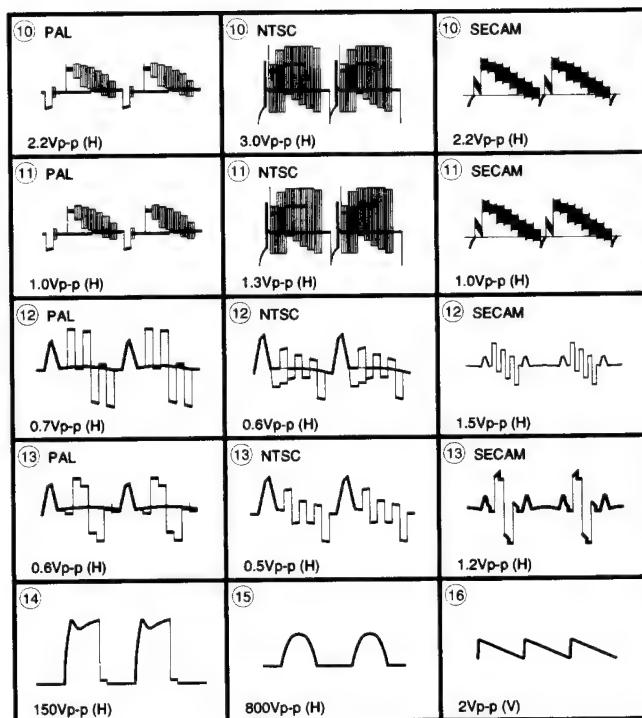 ⑩ PAL
2.2Vp-p (H)
⑩ NTSC
3.0Vp-p (H)
⑩ SECAM
2.2Vp-p (H)
⑪ PAL
1.0Vp-p (H)
⑪ NTSC
1.3Vp-p (H)
⑪ SECAM
1.0Vp-p (H)
⑫ PAL
0.7Vp-p (H)
⑫ NTSC
0.6Vp-p (H)
⑫ SECAM
1.5Vp-p (H)
⑬ PAL
0.6Vp-p (H)
⑬ NTSC
0.5Vp-p (H)
⑬ SECAM
1.2Vp-p (H)
⑭
150Vp-p (H)
⑮
800Vp-p (H)
⑯
2Vp-p (V)